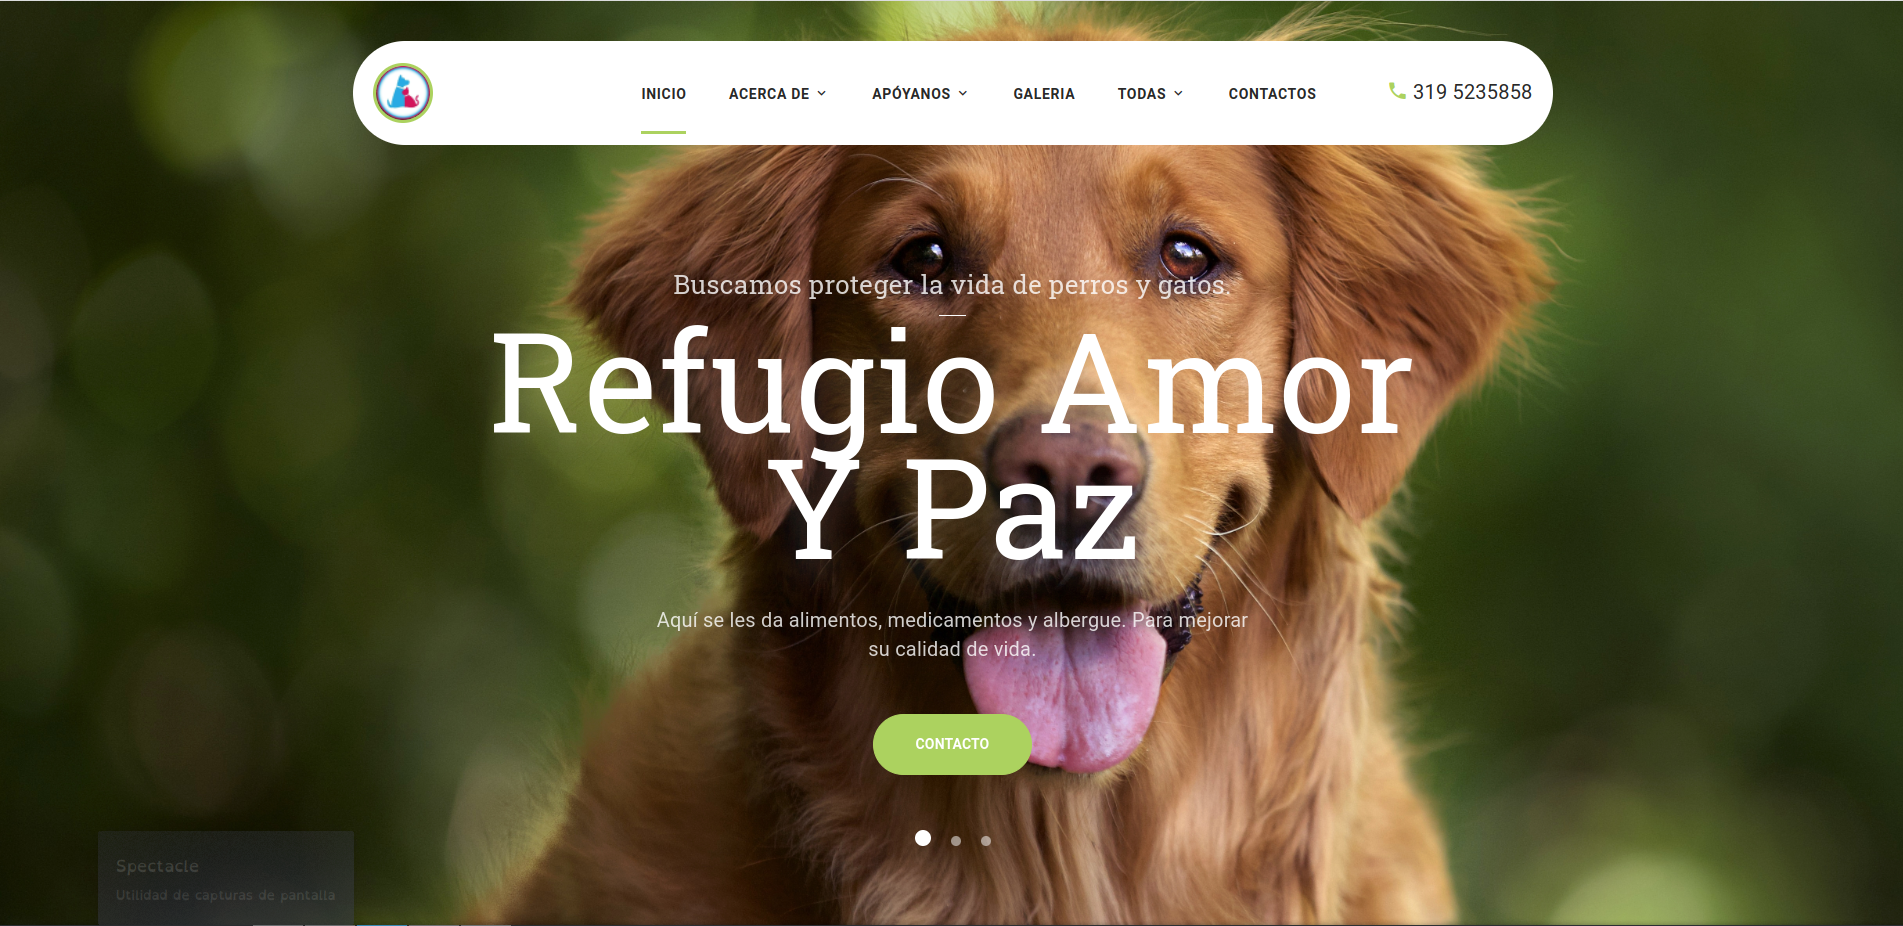 INICIO ACERCA DE APÓYANOS GALERIA TODAS CONTACTOS 319 5235858
Buscamos proteger la vida de perros y gatos.
Refugio Amor
Y Paz
Aquí se les da alimentos, medicamentos y albergue. Para mejorar
su calidad de vida.
CONTACTO
Spectacle
Utilidad de capturas de pantalla